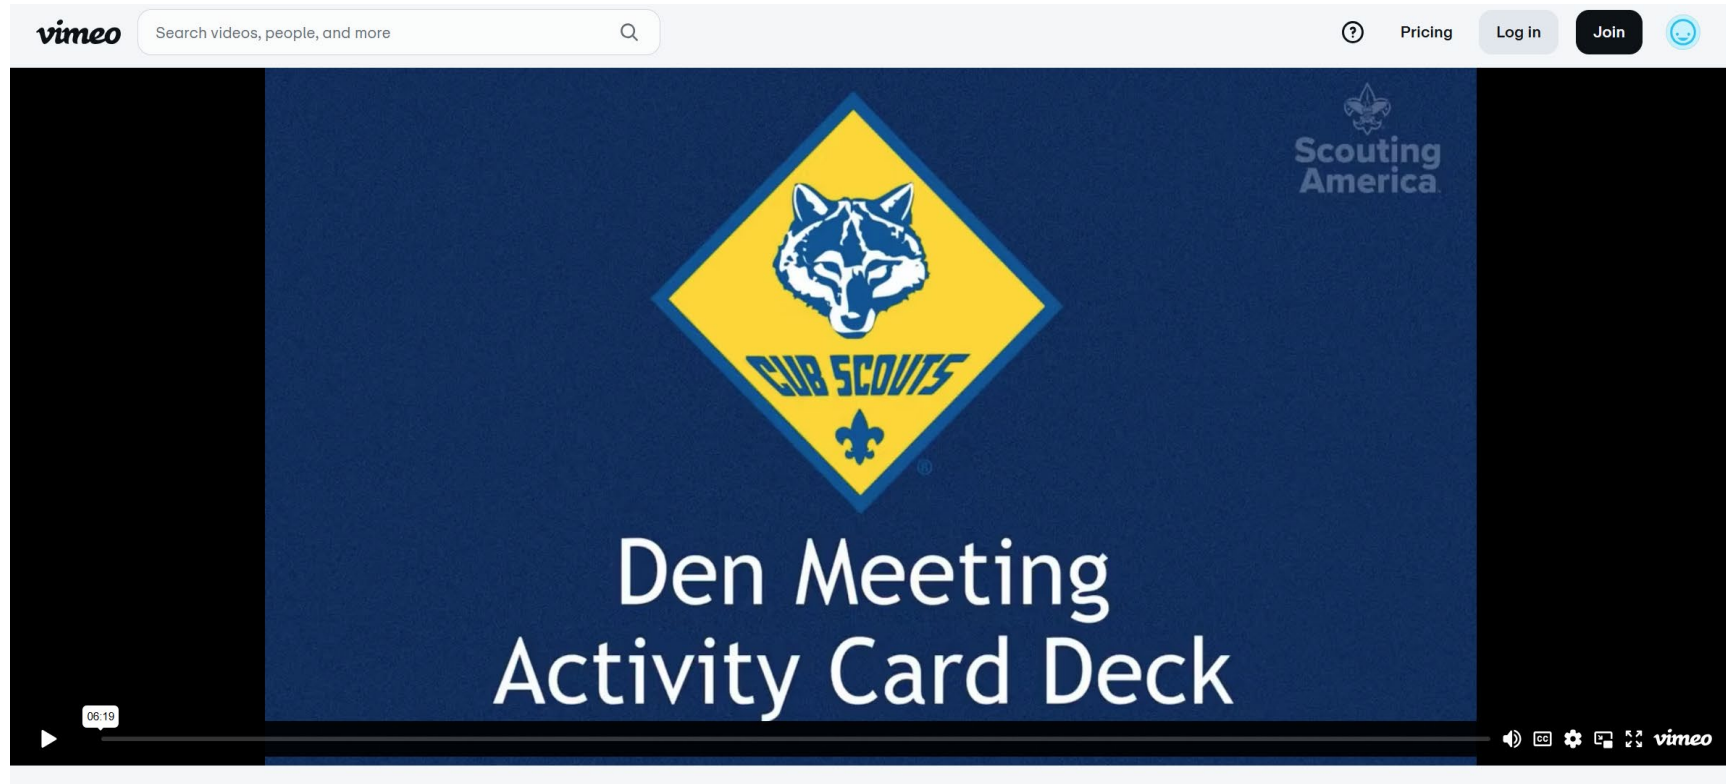 vimeo
Search videos, people, and more
Pricing
Log in
Join
Scouting
America
CUB SCOUTS
®
Den Meeting
Activity Card Deck
06:19
CC
vimeo